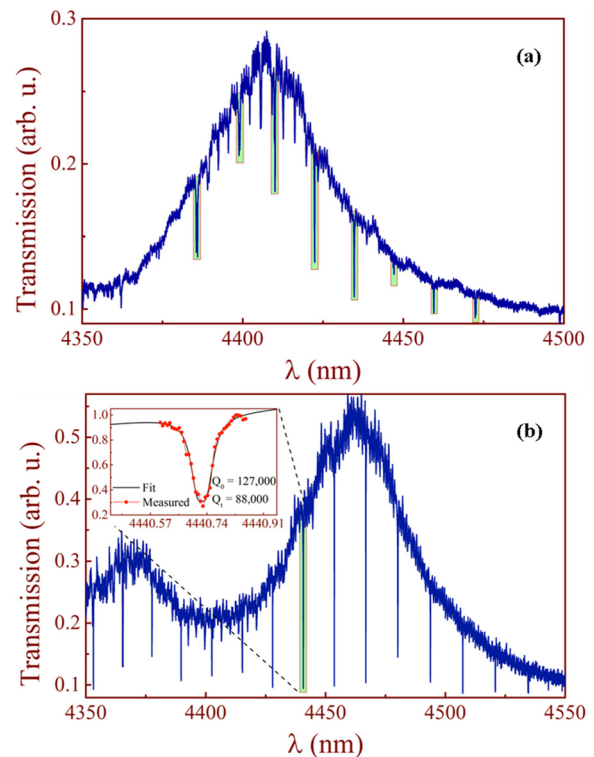 (a)
Transmission (arb. u.)
0.3
0.2
0.1
4350 4400 4450 4500
λ (nm)
(b)
Transmission (arb. u.)
0.5
0.4
0.3
0.2
0.1
1.0
0.8
0.6
0.4
0.2
Fit
Measured
Q₀ = 127,000
Qₜ = 88,000
4440.57 4440.74 4440.91
4350 4400 4450 4500 4550
λ (nm)